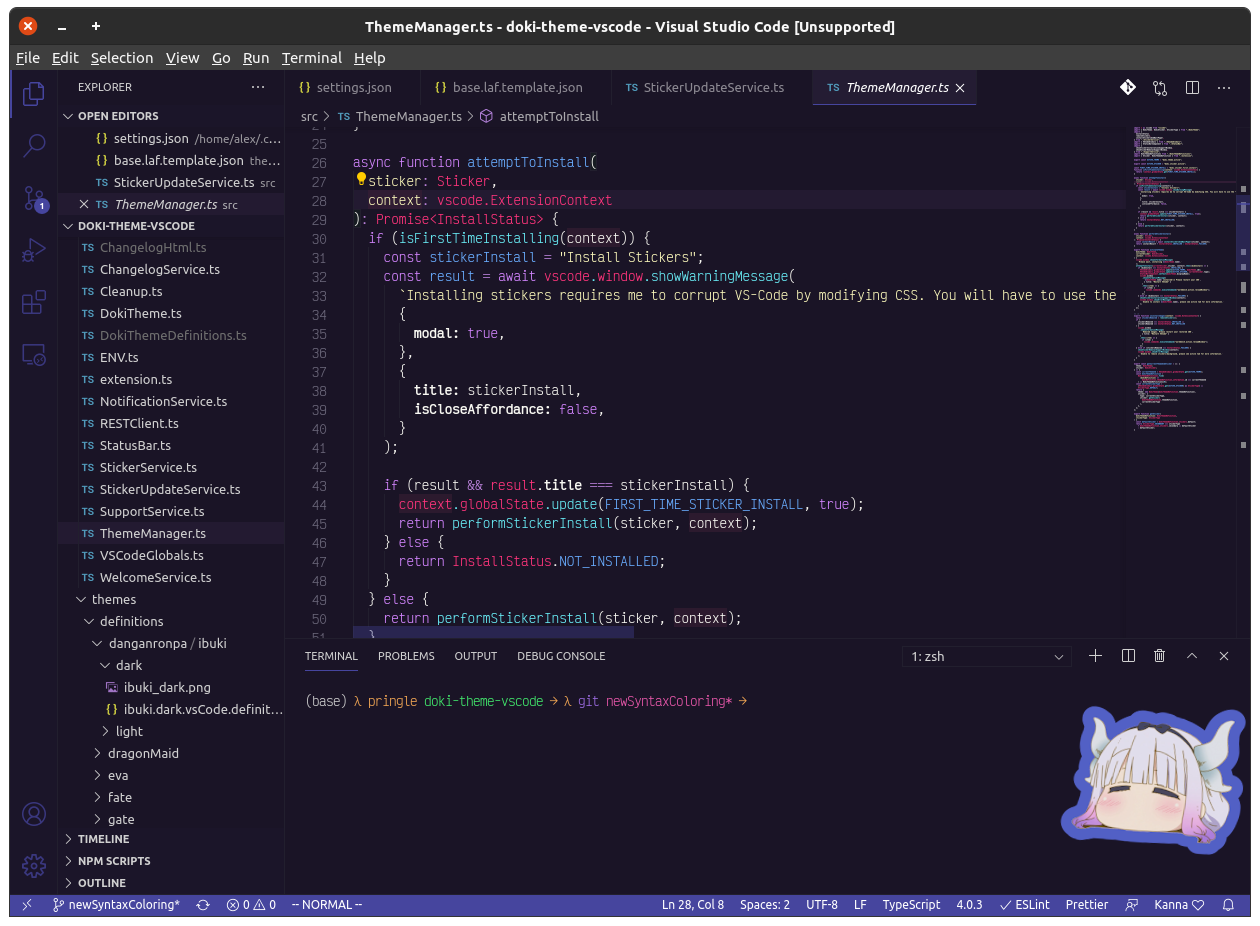 ThemeManager.ts - doki-theme-vscode - Visual Studio Code [Unsupported]
File Edit Selection View Go Run Terminal Help
EXPLORER
OPEN EDITORS
{} settings.json /home/alex/.c...
{} base.laf.template.json the...
TS StickerUpdateService.ts src
TS ThemeManager.ts src
DOKI-THEME-VSCODE
TS ChangelogHtml.ts
TS ChangelogService.ts
TS Cleanup.ts
TS DokiTheme.ts
TS DokiThemeDefinitions.ts
TS ENV.ts
TS extension.ts
TS NotificationService.ts
TS RESTClient.ts
TS StatusBar.ts
TS StickerService.ts
TS StickerUpdateService.ts
TS SupportService.ts
TS ThemeManager.ts
TS VSCodeGlobals.ts
TS WelcomeService.ts
themes
definitions
danganronpa / ibuki
dark
ibuki_dark.png
{} ibuki.dark.vsCode.definit...
light
dragonMaid
eva
fate
gate
TIMELINE
NPM SCRIPTS
OUTLINE
1
{} settings.json {} base.laf.template.json TS StickerUpdateService.ts TS ThemeManager.ts
src > TS ThemeManager.ts > attemptToInstall
24 }
25
26 async function attemptToInstall(
27 sticker: Sticker,
28 context: vscode.ExtensionContext
29 ): Promise<InstallStatus> {
30 if (isFirstTimeInstalling(context)) {
31 const stickerInstall = "Install Stickers";
32 const result = await vscode.window.showWarningMessage(
33 `Installing stickers requires me to corrupt VS-Code by modifying CSS. You will have to use the
34 {
35 modal: true,
36 },
37 {
38 title: stickerInstall,
39 isCloseAffordance: false,
40 }
41 );
42
43 if (result && result.title === stickerInstall) {
44 context.globalState.update(FIRST_TIME_STICKER_INSTALL, true);
45 return performStickerInstall(sticker, context);
46 } else {
47 return InstallStatus.NOT_INSTALLED;
48 }
49 } else {
50 return performStickerInstall(sticker, context);
51 }
TERMINAL PROBLEMS OUTPUT DEBUG CONSOLE 1: zsh
(base) λ pringle doki-theme-vscode → λ git newSyntaxColoring* →
newSyntaxColoring* 0 0 -- NORMAL -- Ln 28, Col 8 Spaces: 2 UTF-8 LF TypeScript 4.0.3 ESLint Prettier Kanna ♡